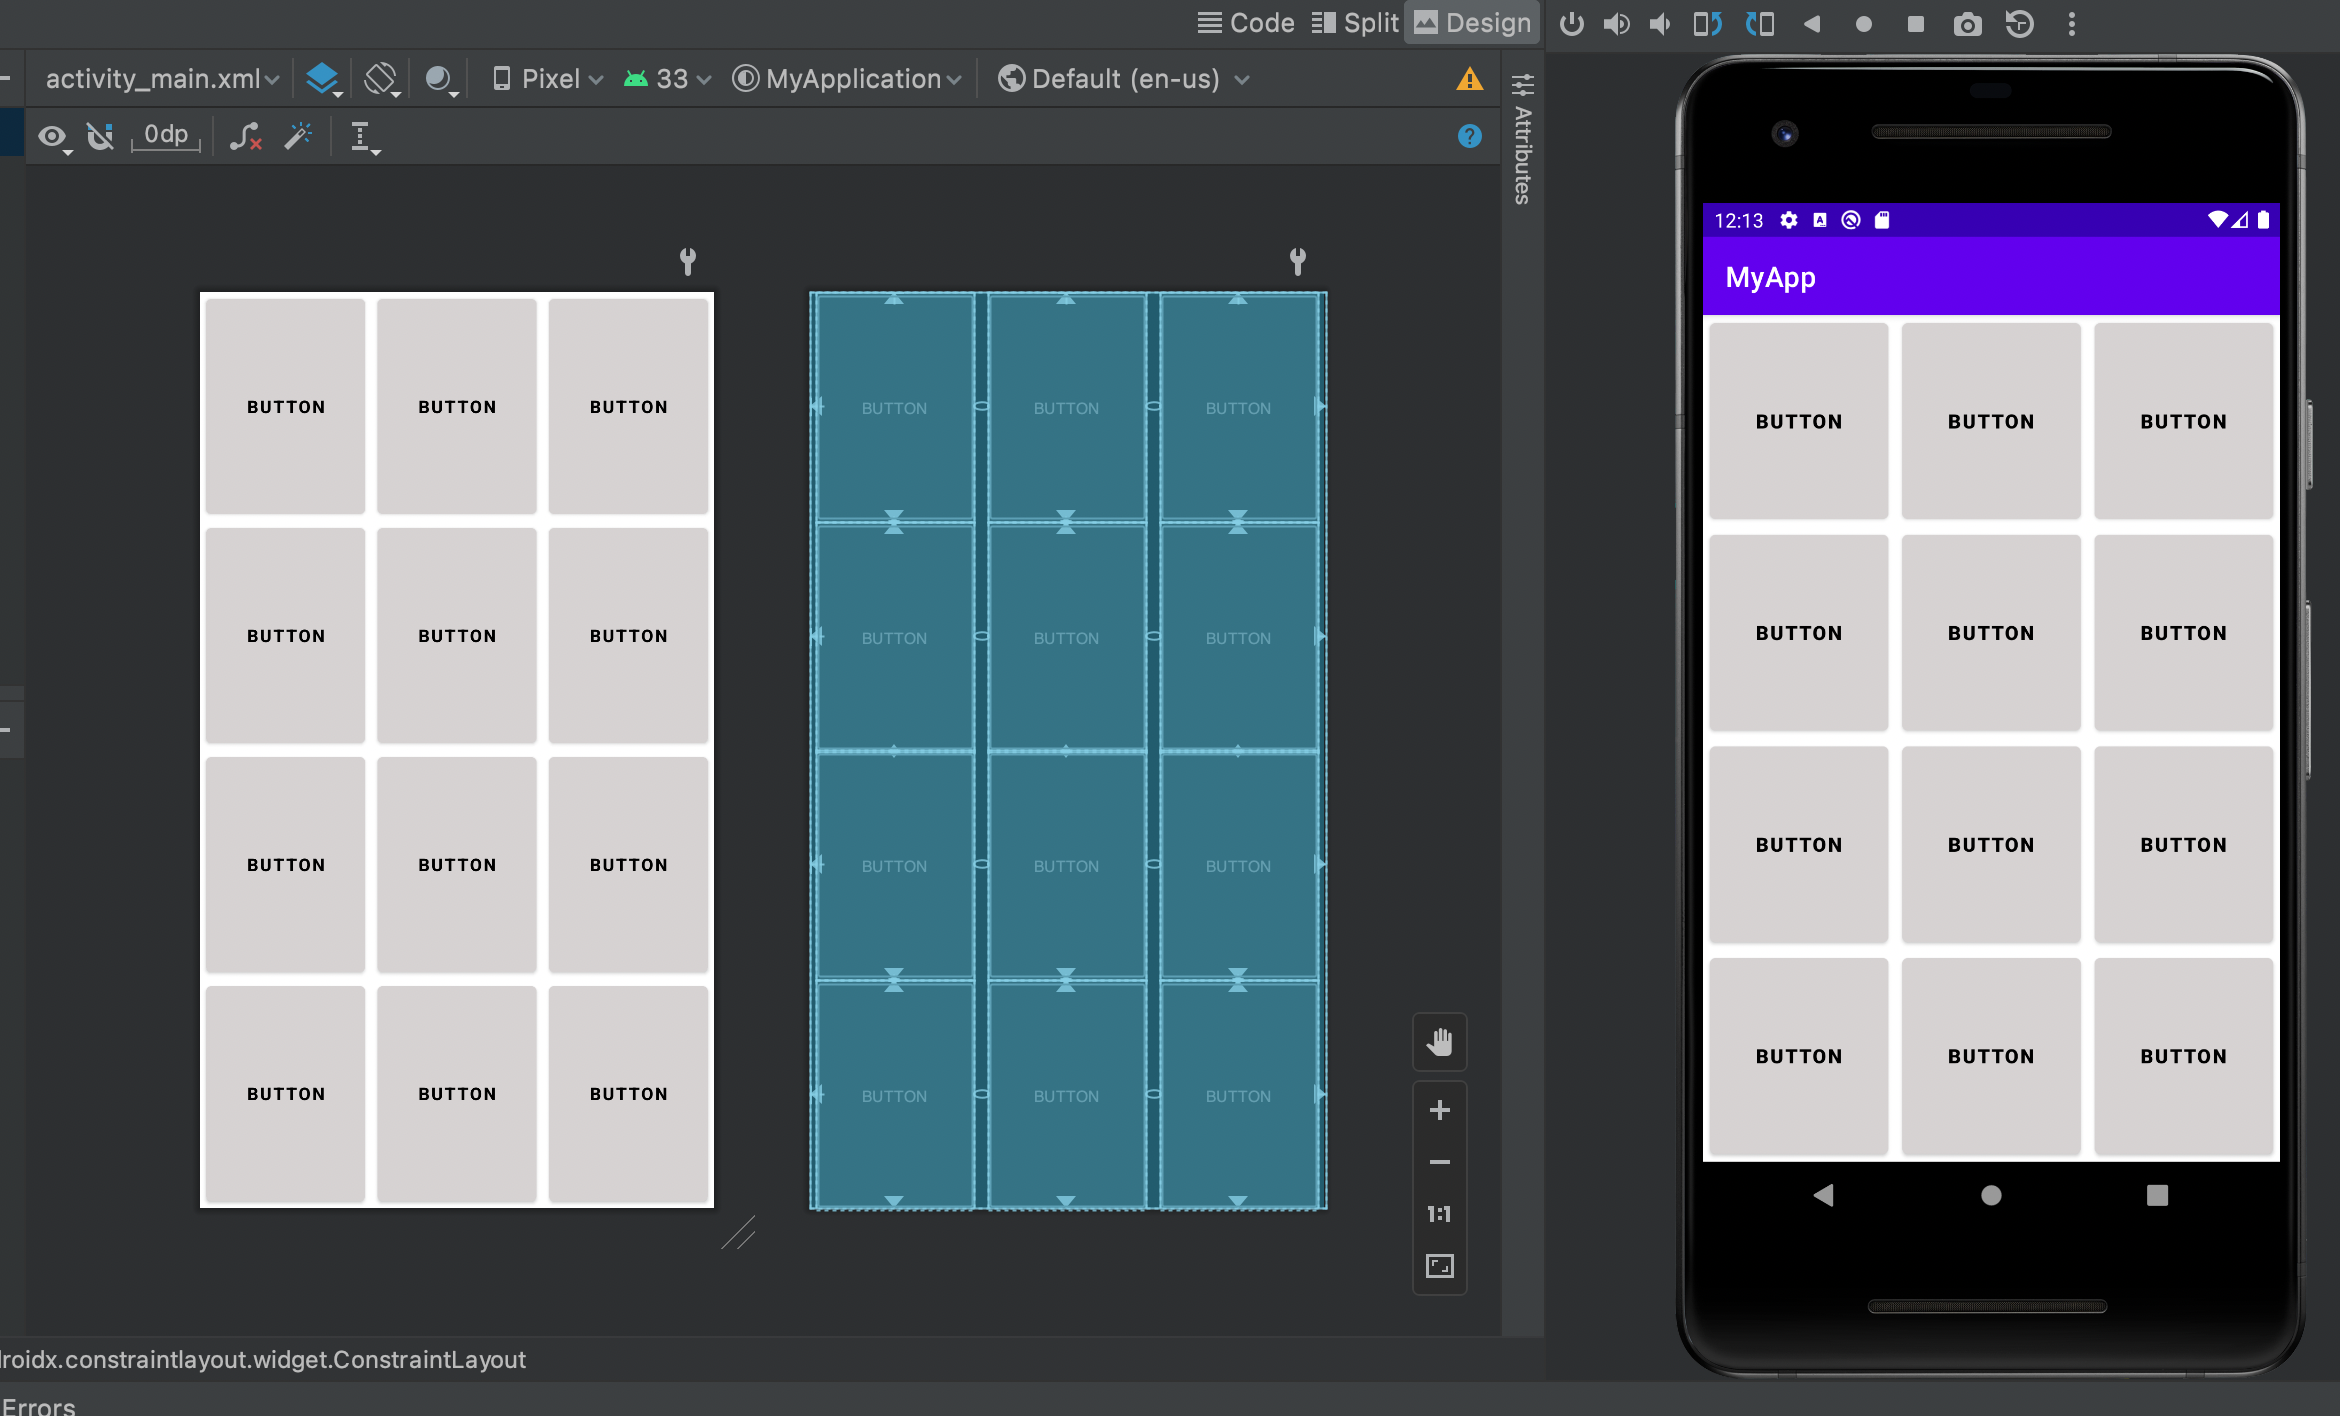 Code Split Design
activity_main.xml Pixel 33 MyApplication Default (en-us)
0dp
Attributes
BUTTON BUTTON BUTTON
BUTTON BUTTON BUTTON
BUTTON BUTTON BUTTON
BUTTON BUTTON BUTTON
BUTTON BUTTON BUTTON
BUTTON BUTTON BUTTON
BUTTON BUTTON BUTTON
BUTTON BUTTON BUTTON
1:1
12:13
MyApp
BUTTON BUTTON BUTTON
BUTTON BUTTON BUTTON
BUTTON BUTTON BUTTON
BUTTON BUTTON BUTTON
roidx.constraintlayout.widget.ConstraintLayout
Errors